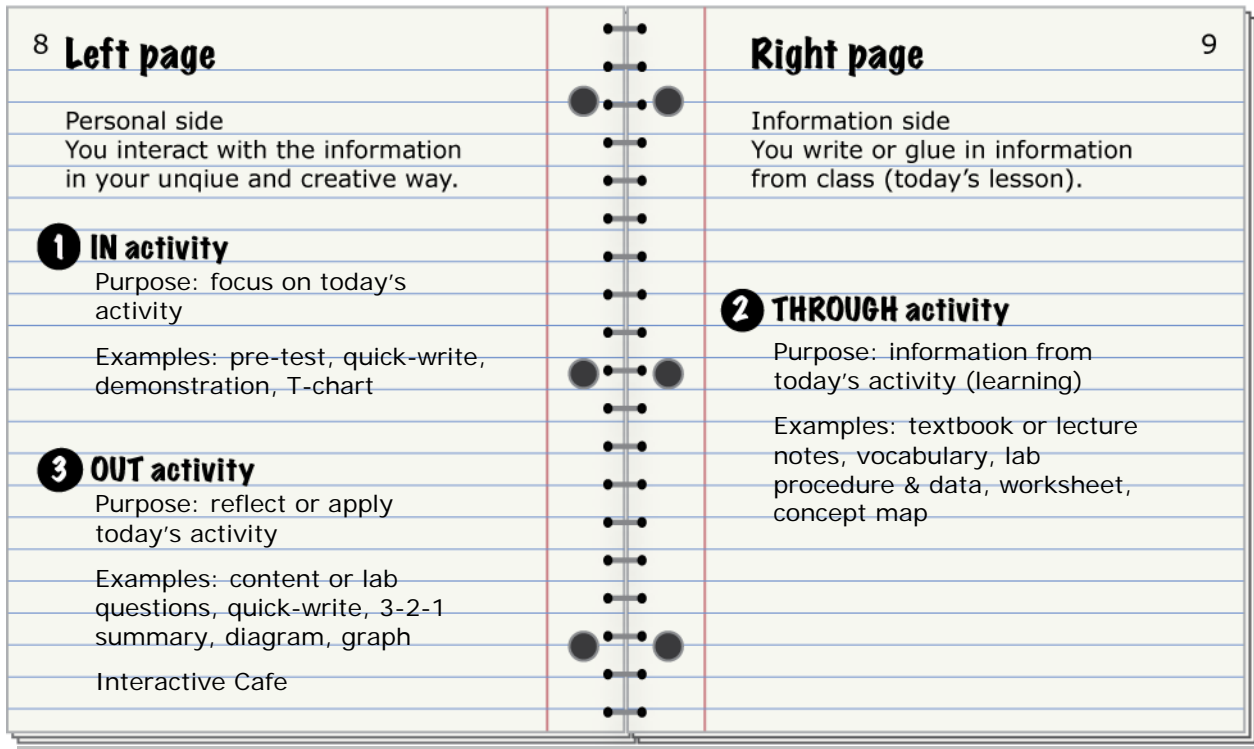 8 Left page
Personal side
You interact with the information
in your unqiue and creative way.
1 IN activity
Purpose: focus on today's
activity
Examples: pre-test, quick-write,
demonstration, T-chart
3 OUT activity
Purpose: reflect or apply
today's activity
Examples: content or lab
questions, quick-write, 3-2-1
summary, diagram, graph
Interactive Cafe
Right page 9
Information side
You write or glue in information
from class (today's lesson).
2 THROUGH activity
Purpose: information from
today's activity (learning)
Examples: textbook or lecture
notes, vocabulary, lab
procedure & data, worksheet,
concept map